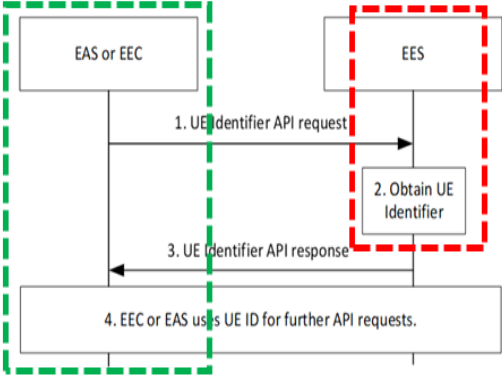 EAS or EEC
EES
1. UE Identifier API request
2. Obtain UE
Identifier
3. UE Identifier API response
4. EEC or EAS uses UE ID for further API requests.